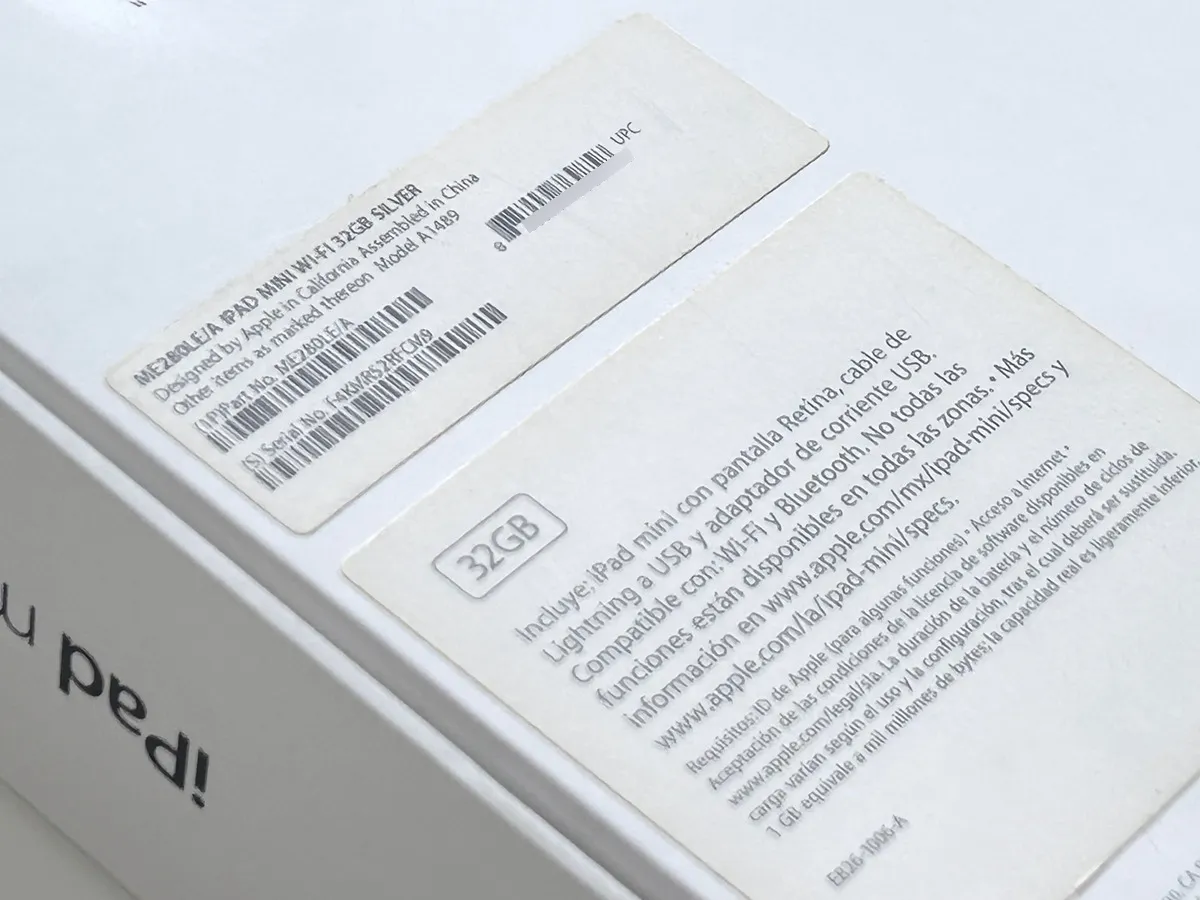 ME280LE/A IPAD MINI WI-FI 32GB SILVER
Designed by Apple in California Assembled in China
Other items as marked thereon Model A1489
(1P)Part No. ME280LE/A
(S) Serial No. F4KMR52RFCM9
UPC
8
32GB
Incluye: iPad mini con pantalla Retina, cable de
Lightning a USB y adaptador de corriente USB.
Compatible con: Wi-Fi y Bluetooth. No todas las
funciones están disponibles en todas las zonas. • Más
información en www.apple.com/mx/ipad-mini/specs y
www.apple.com/la/ipad-mini/specs.
Requisitos: ID de Apple (para algunas funciones). Acceso a Internet •
Aceptación de las condiciones de la licencia de software disponibles en
www.apple.com/legal/sla. La duración de la batería y el número de ciclos de
carga varían según el uso y la configuración, tras el cual deberá ser sustituida.
1 GB equivale a mil millones de bytes; la capacidad real es ligeramente inferior.
EB26-1006-A
iPad